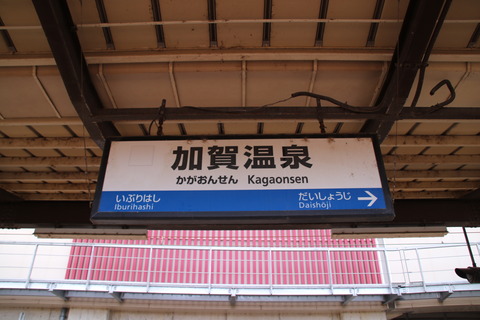 加賀温泉
かがおんせん Kagaonsen
いぶりはし だいしょうじ
Iburihashi Daishōji